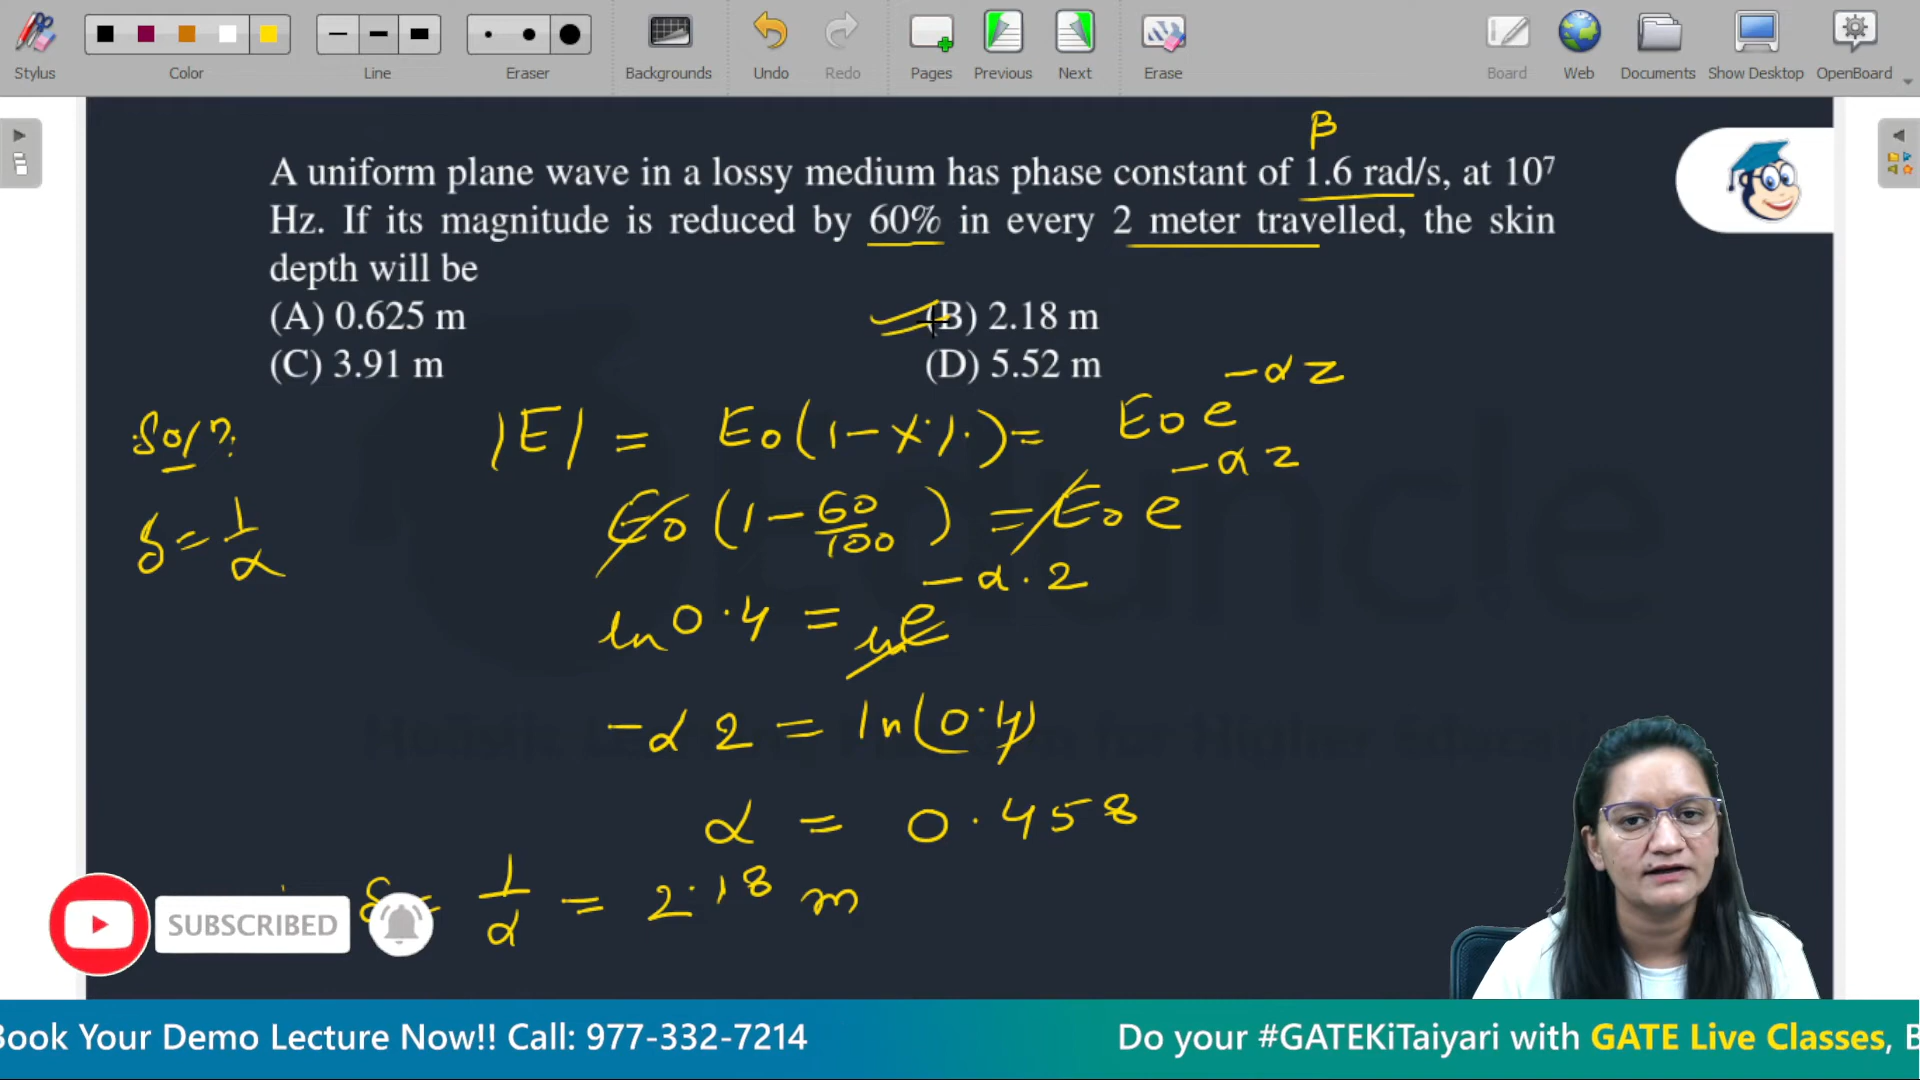 Stylus
Color
Line
Eraser
Backgrounds
Undo
Redo
Pages
Previous
Next
Erase
Board
Web
Documents
Show Desktop
OpenBoard
β
A uniform plane wave in a lossy medium has phase constant of 1.6 rad/s, at 10⁷
Hz. If its magnitude is reduced by 60% in every 2 meter travelled, the skin
depth will be
(A) 0.625 m
(B) 2.18 m
(C) 3.91 m
(D) 5.52 m
Solⁿ:
|E| = E0(1-x%) = E0 e^-αz
δ = 1/α
E0 (1 - 60/100) = E0 e^-αz
ln 0.4 = ln e^-α.2
-α 2 = ln(0.4)
α = 0.458
δ = 1/α = 2.18 m
SUBSCRIBED
Book Your Demo Lecture Now!! Call: 977-332-7214
Do your #GATEKiTaiyari with GATE Live Classes, B